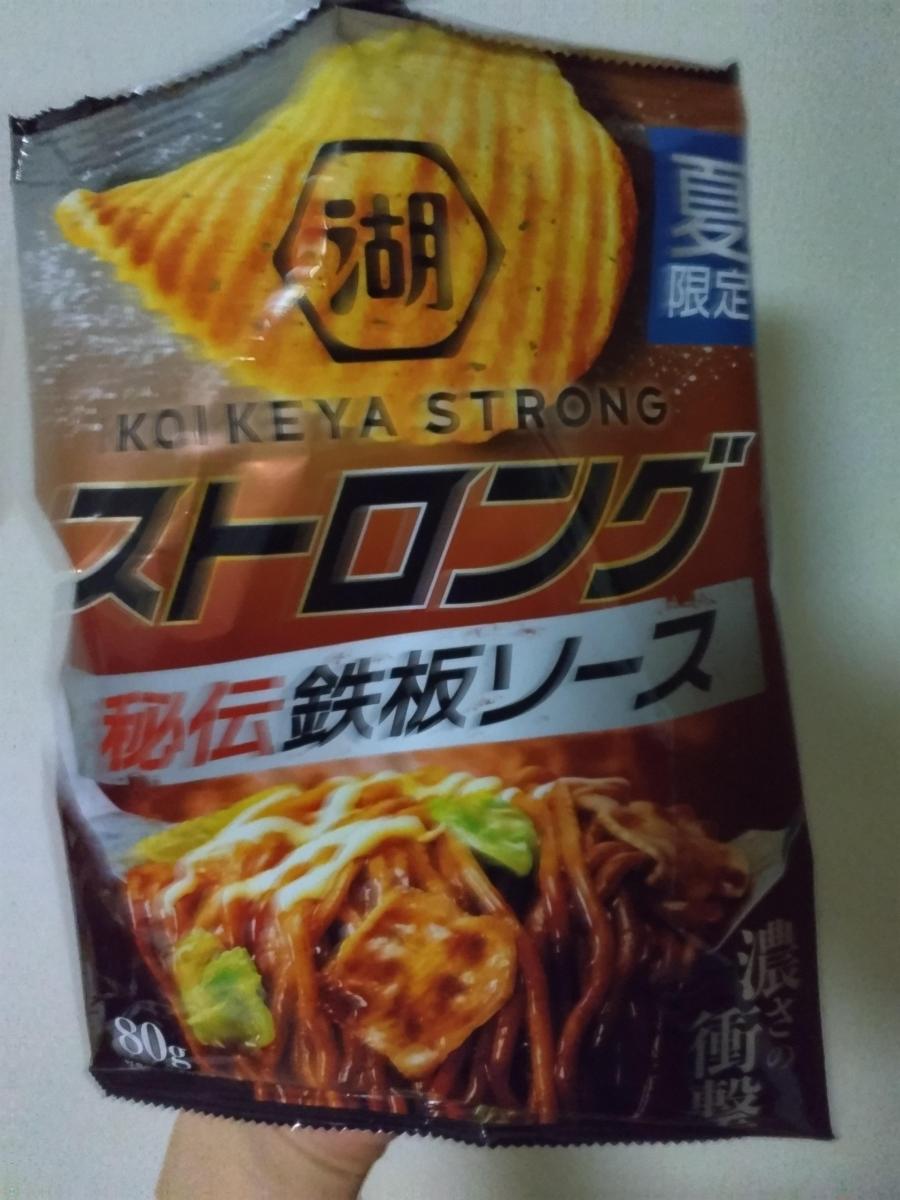 湖
夏
限定
KOIKEYA STRONG
ストロング
秘伝鉄板ソース
濃さの
衝撃
80g